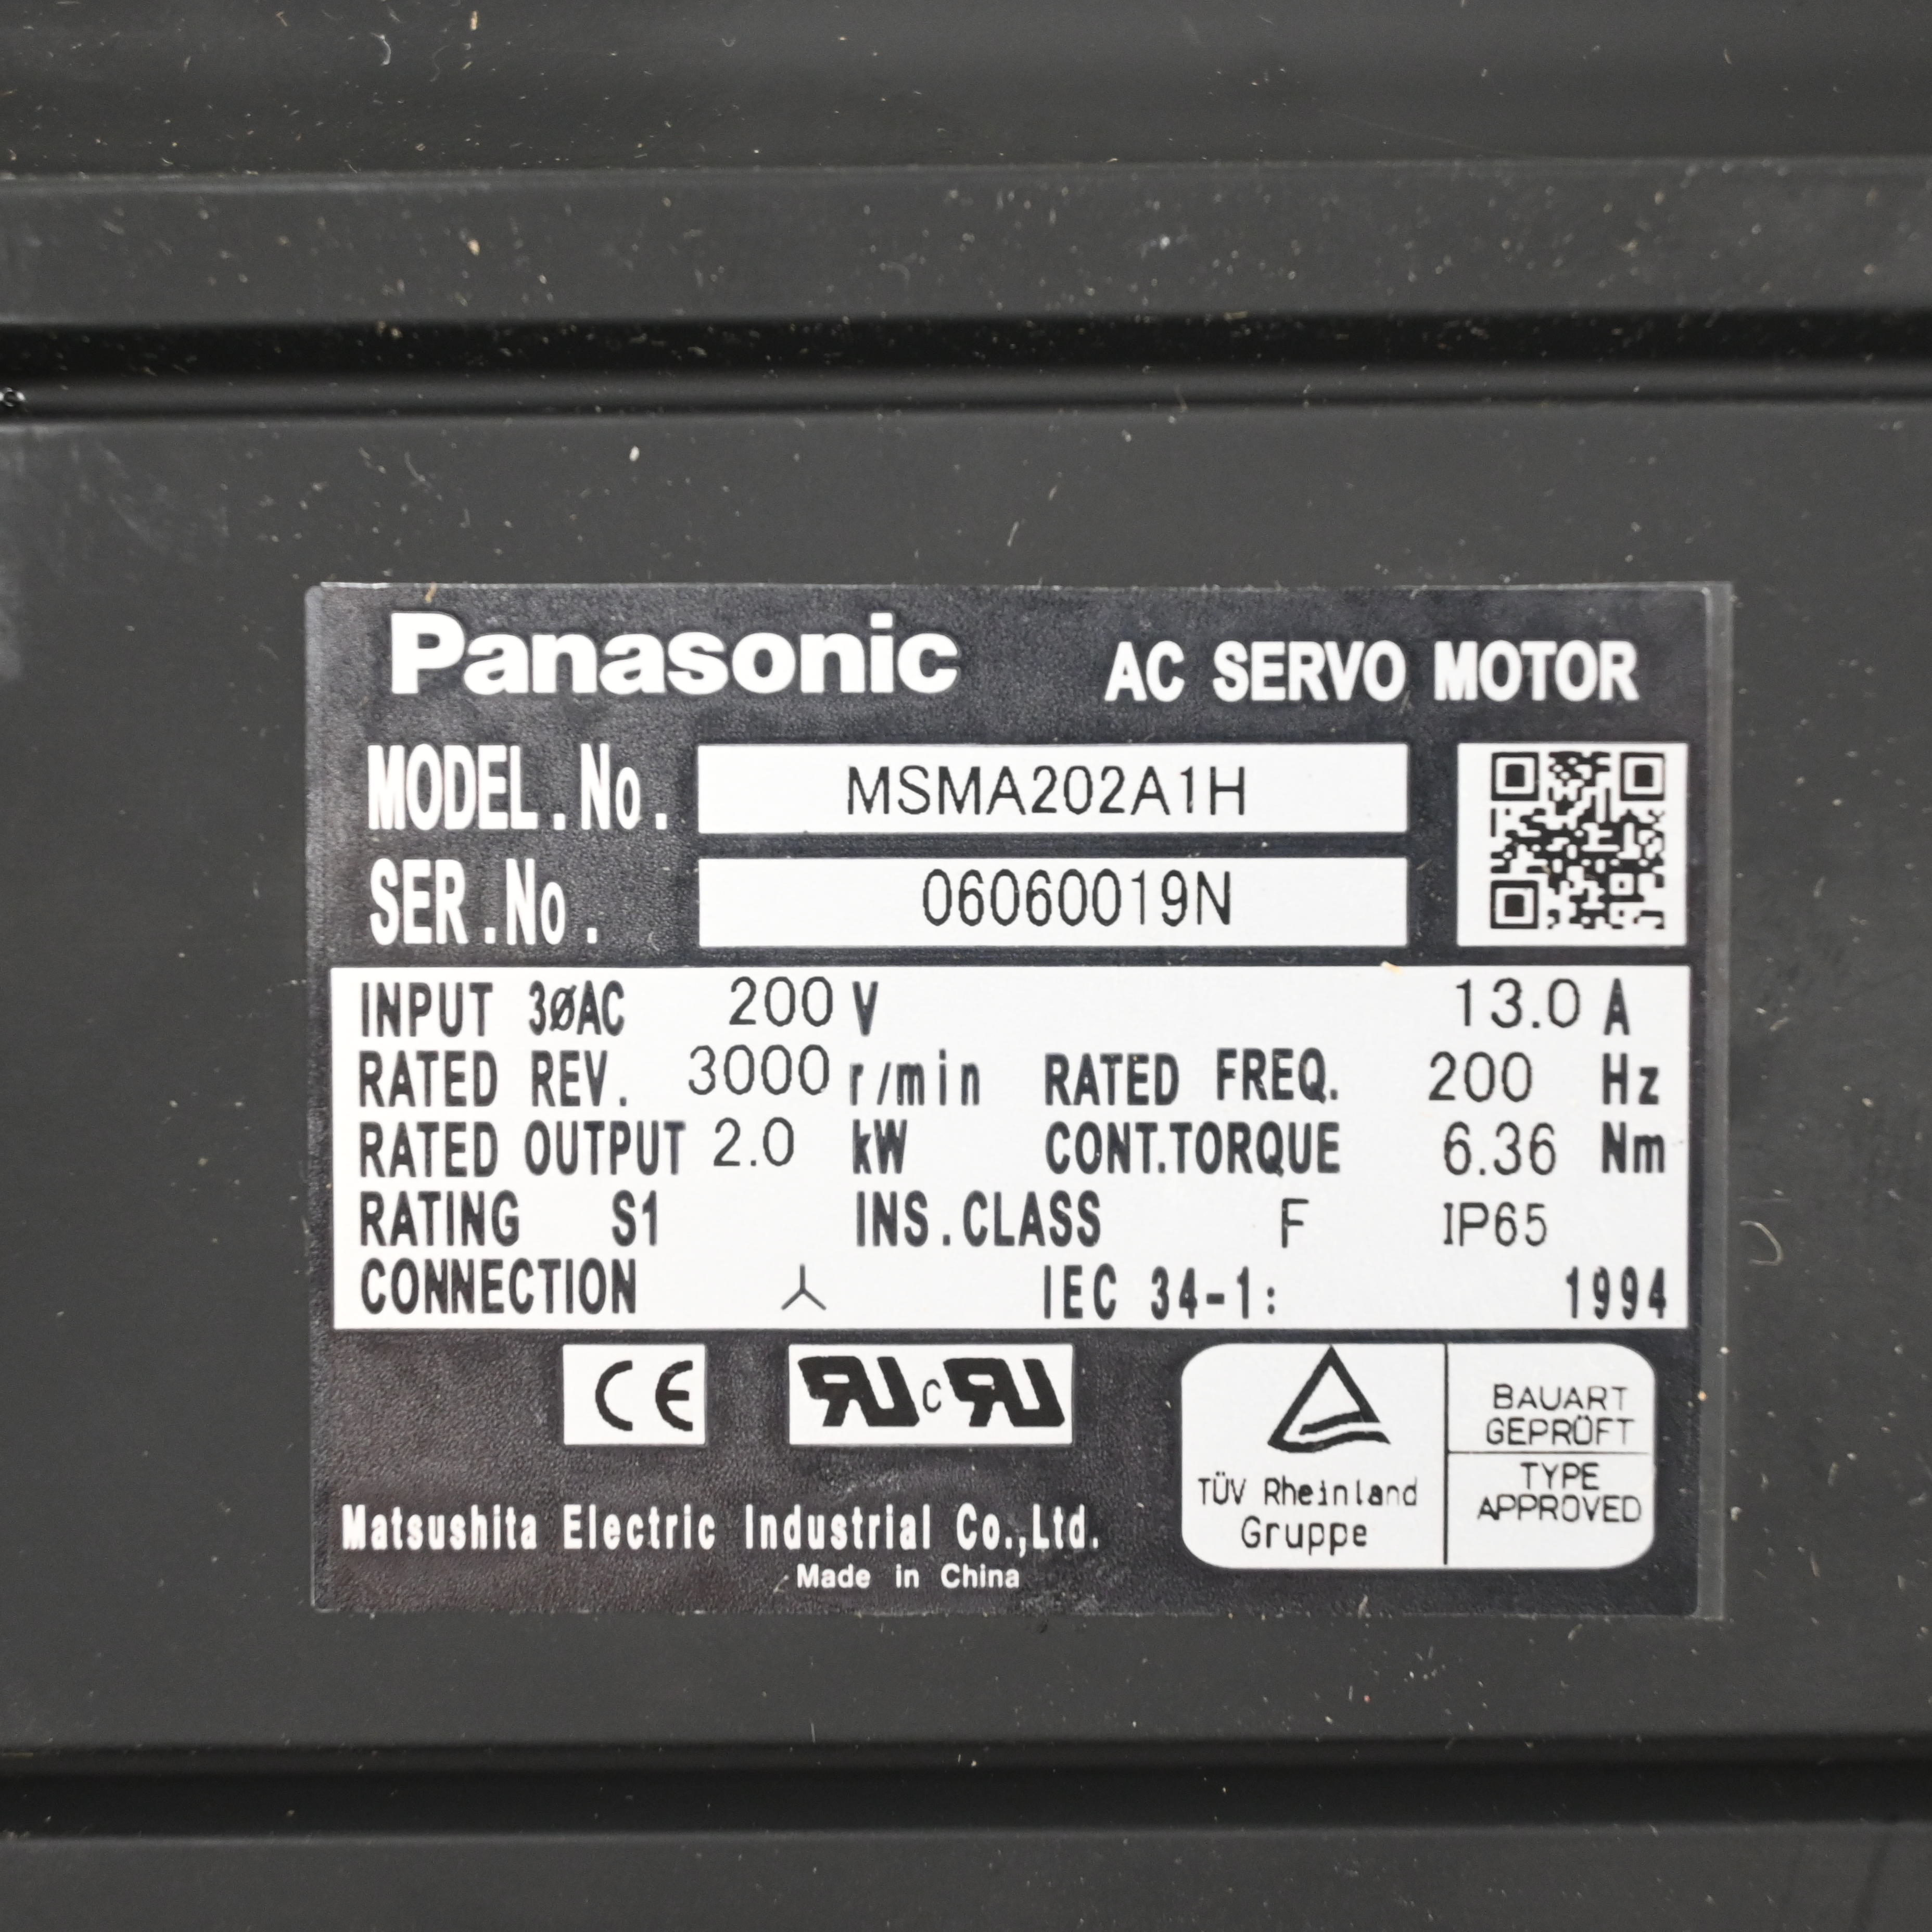 Panasonic AC SERVO MOTOR
MODEL.No. MSMA202A1H
SER.No. 06060019N
INPUT 3øAC 200 V 13.0 A
RATED REV. 3000 r/min RATED FREQ. 200 Hz
RATED OUTPUT 2.0 kW CONT.TORQUE 6.36 Nm
RATING S1 INS.CLASS F IP65
CONNECTION IEC 34-1: 1994
CE
RU c RU
TÜV Rheinland
Gruppe
BAUART
GEPRÜFT
TYPE
APPROVED
Matsushita Electric Industrial Co.,Ltd.
Made in China